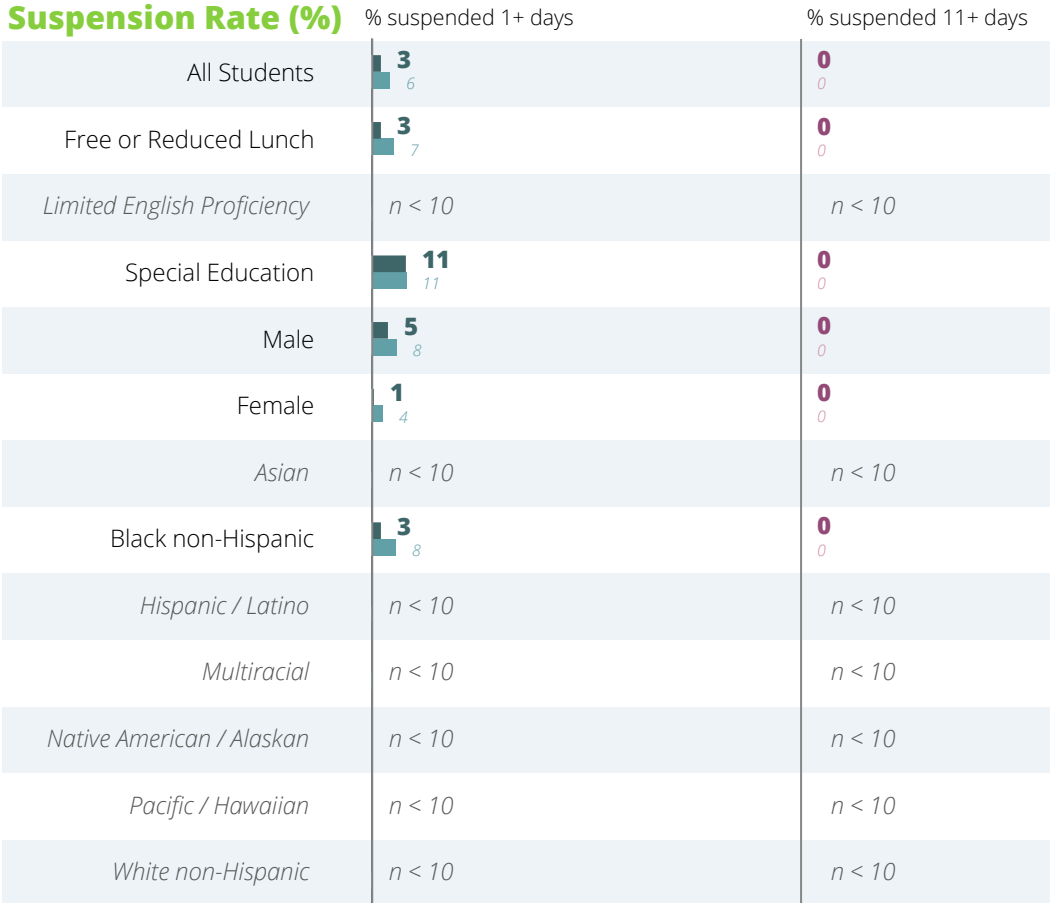 Suspension Rate (%) % suspended 1+ days % suspended 11+ days
All Students 3 0
6 0
Free or Reduced Lunch 3 0
7 0
Limited English Proficiency n < 10 n < 10
Special Education 11 0
11 0
Male 5 0
8 0
Female 1 0
4 0
Asian n < 10 n < 10
Black non-Hispanic 3 0
8 0
Hispanic / Latino n < 10 n < 10
Multiracial n < 10 n < 10
Native American / Alaskan n < 10 n < 10
Pacific / Hawaiian n < 10 n < 10
White non-Hispanic n < 10 n < 10